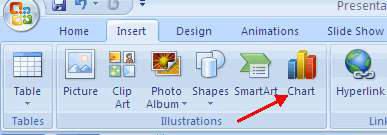 Presenta
Home Insert Design Animations Slide Show
Table Picture Clip Art Photo Album Shapes SmartArt Chart Hyperlink
Tables Illustrations Lin